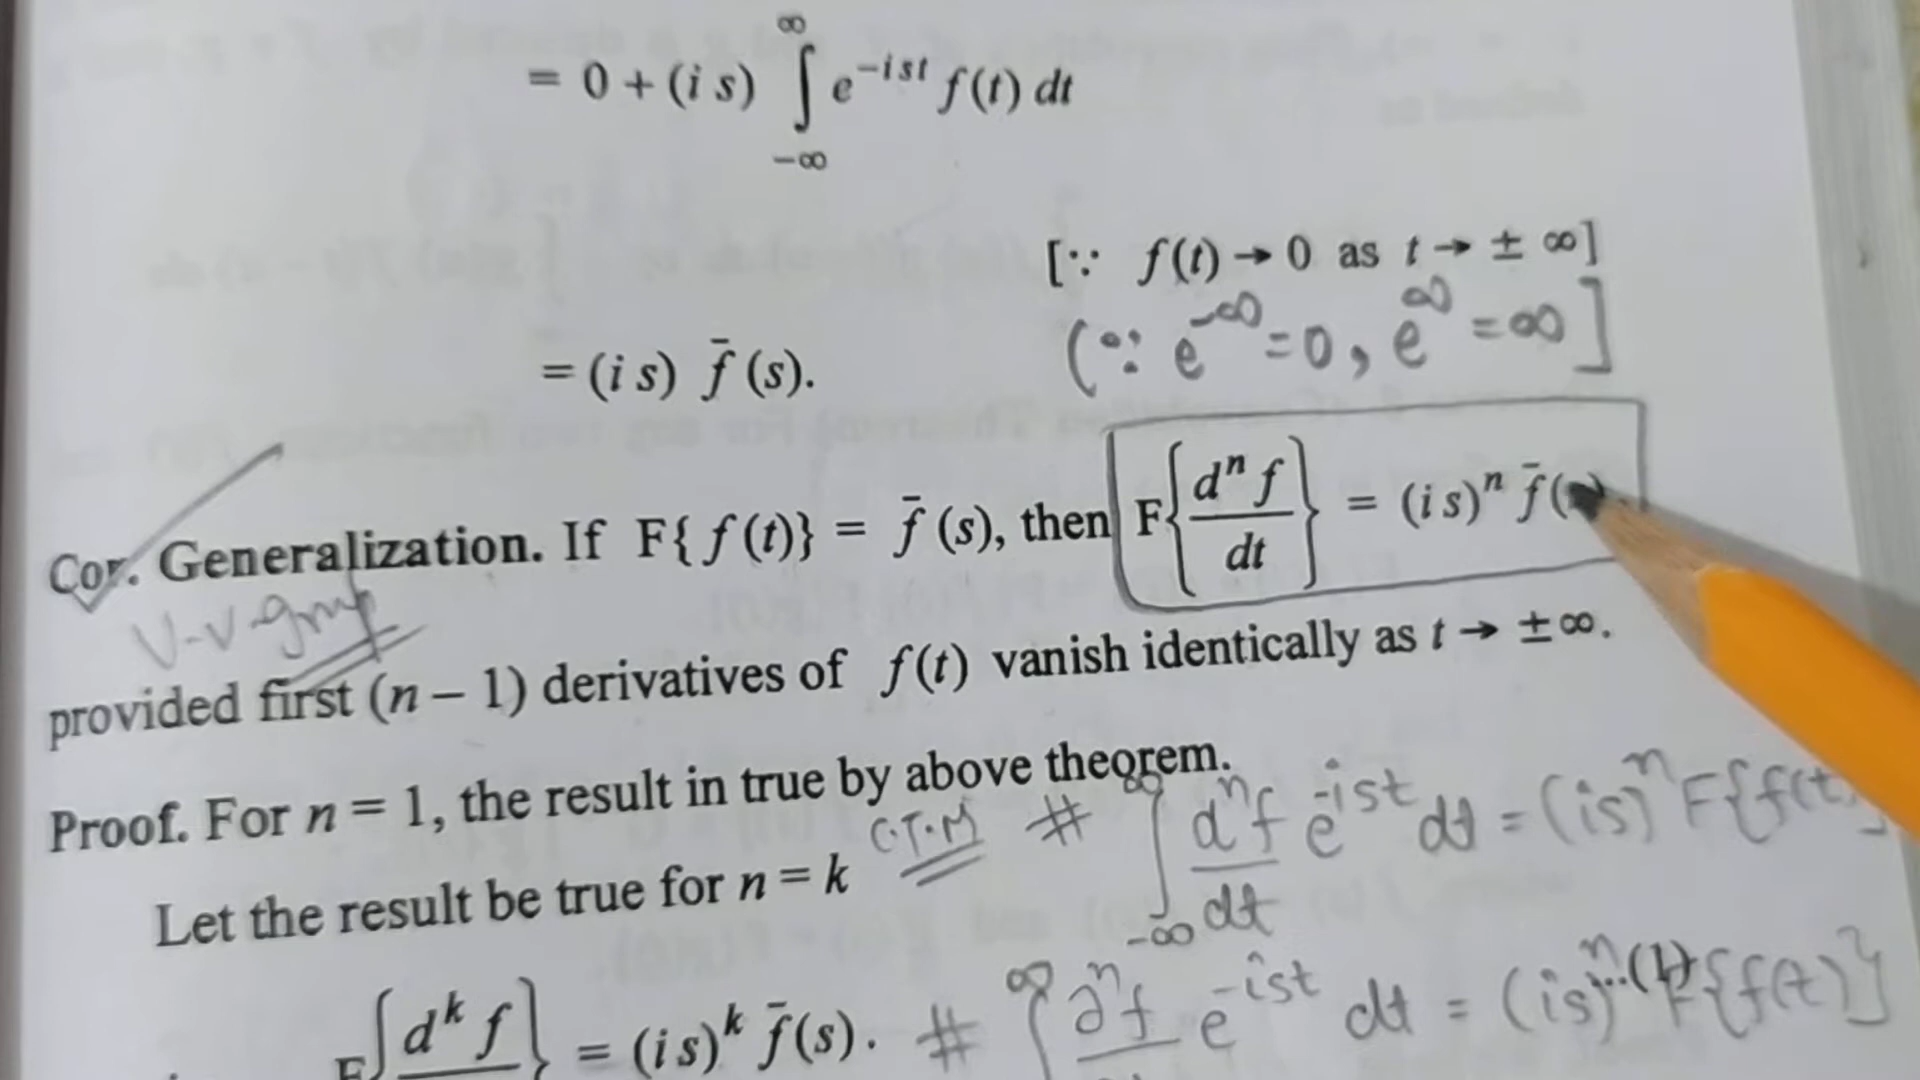 = 0 + (i s) ∫_{-∞}^{∞} e^{-ist} f(t) dt
[∵ f(t) → 0 as t → ± ∞]
(∵ e^{-∞} = 0, e^{∞} = ∞]
= (i s) f̄ (s).
Cor. Generalization. If F{ f (t)} = f̄ (s), then F{d^n f / dt} = (i s)^n f̄(
V-V-Gmp
provided first (n – 1) derivatives of f(t) vanish identically as t → ± ∞.
Proof. For n = 1, the result in true by above theorem.
C.T.M # ∫_{-∞}^{∞} d^n f / dt e^{-ist} dt = (is)^n F{f(t)
Let the result be true for n = k
F{d^k f = (i s)^k f̄(s). ...(1)
# ∫^{∞} ∂^n f e^{-ist} dt = (is)^n F{f(t)}